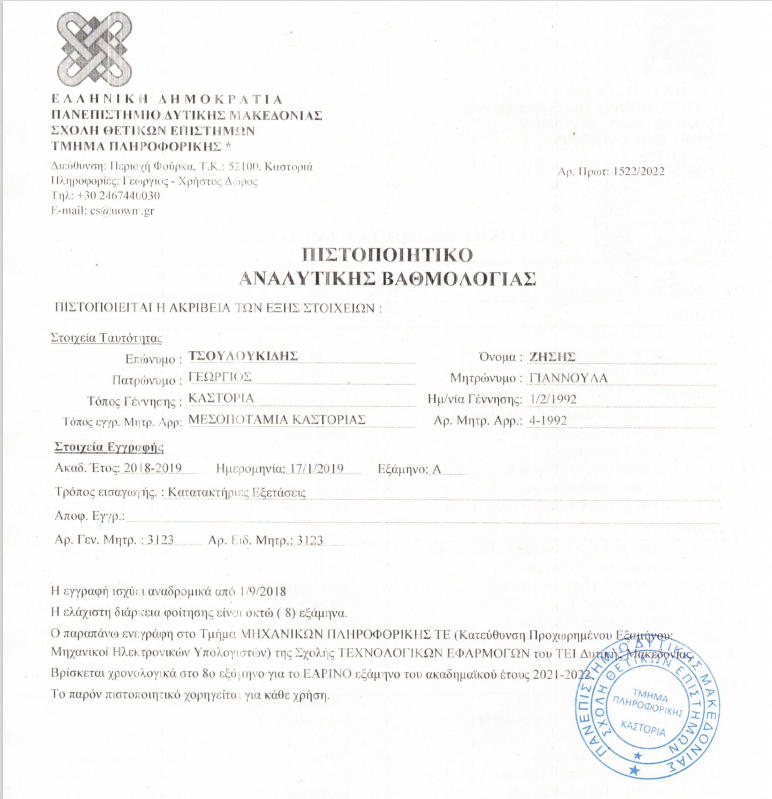 ΕΛΛΗΝΙΚΗ ΔΗΜΟΚΡΑΤΙΑ
ΠΑΝΕΠΙΣΤΗΜΙΟ ΔΥΤΙΚΗΣ ΜΑΚΕΔΟΝΙΑΣ
ΣΧΟΛΗ ΘΕΤΙΚΩΝ ΕΠΙΣΤΗΜΩΝ
ΤΜΗΜΑ ΠΛΗΡΟΦΟΡΙΚΗΣ *
Διεύθυνση: Περιοχή Φούρκα, Τ.Κ.: 52100, Καστοριά
Αρ. Πρωτ: 1522/2022
Πληροφορίες: Γεωργιος - Χρήστος Δώρος
Τηλ: +30 2467440030
E-mail: cs@uowm.gr
ΠΙΣΤΟΠΟΙΗΤΙΚΟ
ΑΝΑΛΥΤΙΚΗΣ ΒΑΘΜΟΛΟΓΙΑΣ
ΠΙΣΤΟΠΟΙΕΙΤΑΙ Η ΑΚΡΙΒΕΙΑ ΤΩΝ ΕΞΗΣ ΣΤΟΙΧΕΙΩΝ :
Στοιχεία Ταυτότητας
Επώνυμο : ΤΣΟΥΛΟΥΚΙΔΗΣ Όνομα : ΖΗΣΗΣ
Πατρώνυμο : ΓΕΩΡΓΙΟΣ Μητρώνυμο : ΓΙΑΝΝΟΥΛΑ
Τόπος Γέννησης : ΚΑΣΤΟΡΙΑ Ημ/νία Γέννησης: 1/2/1992
Τόπος εγγρ. Μητρ. Αρρ: ΜΕΣΟΠΟΤΑΜΙΑ ΚΑΣΤΟΡΙΑΣ Αρ. Μητρ. Αρρ.: 4-1992
Στοιχεία Εγγραφής
Ακαδ. Έτος: 2018-2019 Ημερομηνία: 17/1/2019 Εξάμηνο: Α
Τρόπος εισαγωγής. : Κατατακτήριες Εξετάσεις
Αποφ. Εγγρ.:
Αρ. Γεν. Μητρ. : 3123 Αρ. Ειδ. Μητρ.: 3123
Η εγγραφή ισχύει αναδρομικά από 1/9/2018
Η ελάχιστη διάρκεια φοίτησης είναι οκτώ ( 8) εξάμηνα.
Ο παραπάνω ενεγράφη στο Τμήμα ΜΗΧΑΝΙΚΩΝ ΠΛΗΡΟΦΟΡΙΚΗΣ ΤΕ (Κατεύθυνση Προχωρημένου Εξαμήνου:
Μηχανικοί Ηλεκτρονικών Υπολογιστών) της Σχολής ΤΕΧΝΟΛΟΓΙΚΩΝ ΕΦΑΡΜΟΓΩΝ του ΤΕΙ Δυτικής Μακεδονίας.
Βρίσκεται χρονολογικά στο 8ο εξάμηνο για το ΕΑΡΙΝΟ εξάμηνο του ακαδημαϊκού έτους 2021-2022.
Το παρόν πιστοποιητικό χορηγείται για κάθε χρήση.
ΠΑΝΕΠΙΣΤΗΜΙΟ ΔΥΤΙΚΗΣ ΜΑΚΕΔΟΝΙΑΣ
ΣΧΟΛΗ ΘΕΤΙΚΩΝ ΕΠΙΣΤΗΜΩΝ
ΤΜΗΜΑ
ΠΛΗΡΟΦΟΡΙΚΗΣ
ΚΑΣΤΟΡΙΑ